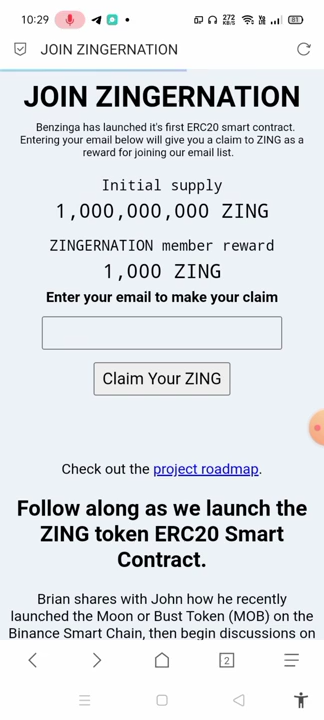 10:29
272
KB/S
81
JOIN ZINGERNATION
JOIN ZINGERNATION
Benzinga has launched it's first ERC20 smart contract.
Entering your email below will give you a claim to ZING as a
reward for joining our email list.
Initial supply
1,000,000,000 ZING
ZINGERNATION member reward
1,000 ZING
Enter your email to make your claim
Claim Your ZING
Check out the project roadmap.
Follow along as we launch the
ZING token ERC20 Smart
Contract.
Brian shares with John how he recently
launched the Moon or Bust Token (MOB) on the
Binance Smart Chain, then begin discussions on
2